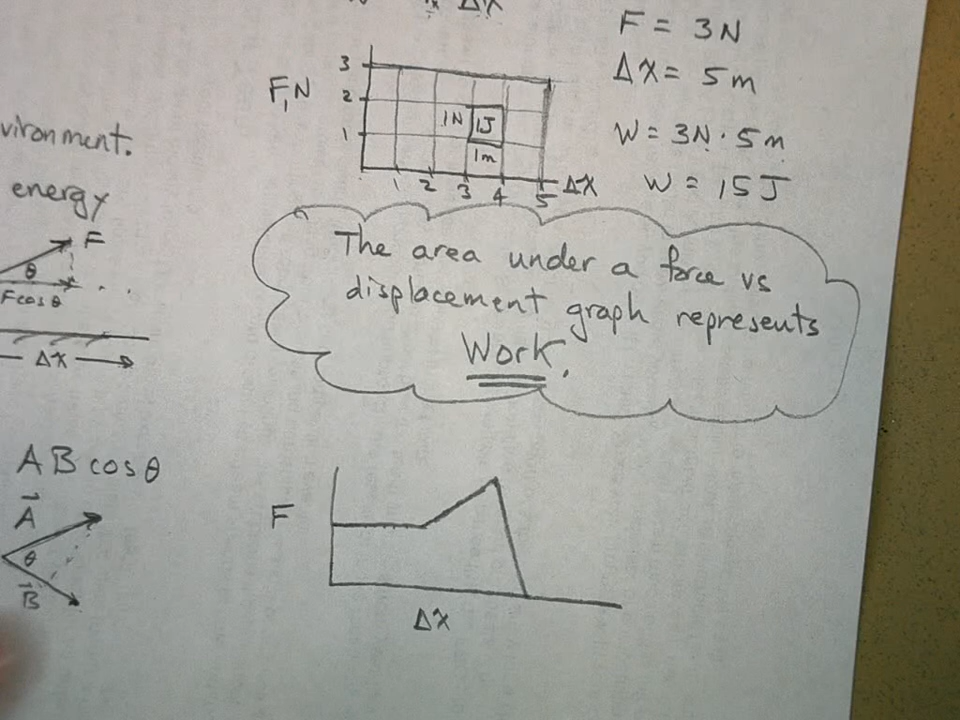 Δx
F = 3N
Δx = 5m
W = 3N · 5m
W = 15J
F,N
3
2
1
1N
1J
1m
1 2 3 4 5 Δx
vironment.
energy
F
θ
Fcosθ
Δx
The area under a force vs
displacement graph represents
Work.
AB cosθ
A
θ
B
F
Δx